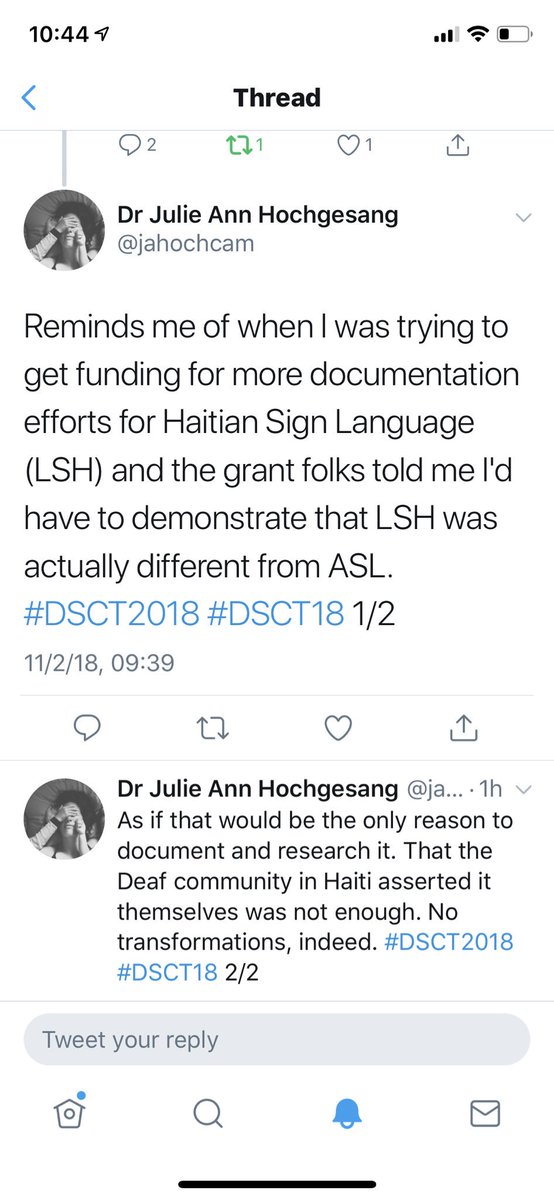 10:44
Thread
2
1
1
Dr Julie Ann Hochgesang
@jahochcam
Reminds me of when I was trying to
get funding for more documentation
efforts for Haitian Sign Language
(LSH) and the grant folks told me I'd
have to demonstrate that LSH was
actually different from ASL.
#DSCT2018 #DSCT18 1/2
11/2/18, 09:39
Dr Julie Ann Hochgesang @ja... · 1h
As if that would be the only reason to
document and research it. That the
Deaf community in Haiti asserted it
themselves was not enough. No
transformations, indeed. #DSCT2018
#DSCT18 2/2
Tweet your reply